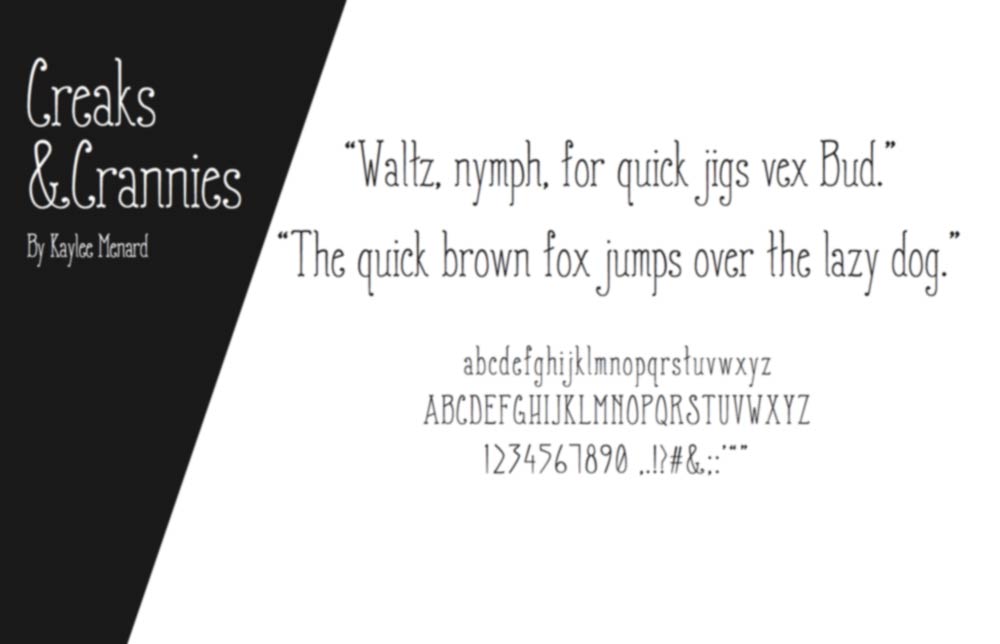 Creaks
&Crannies
By Kaylee Menard
“Waltz, nymph, for quick jigs vex Bud.”
“The quick brown fox jumps over the lazy dog.”
abcdefghijklmnopqrstuvwxyz
ABCDEFGHIJKLMNOPQRSTUVWXYZ
1234567890 ,.!?#&;:'“”